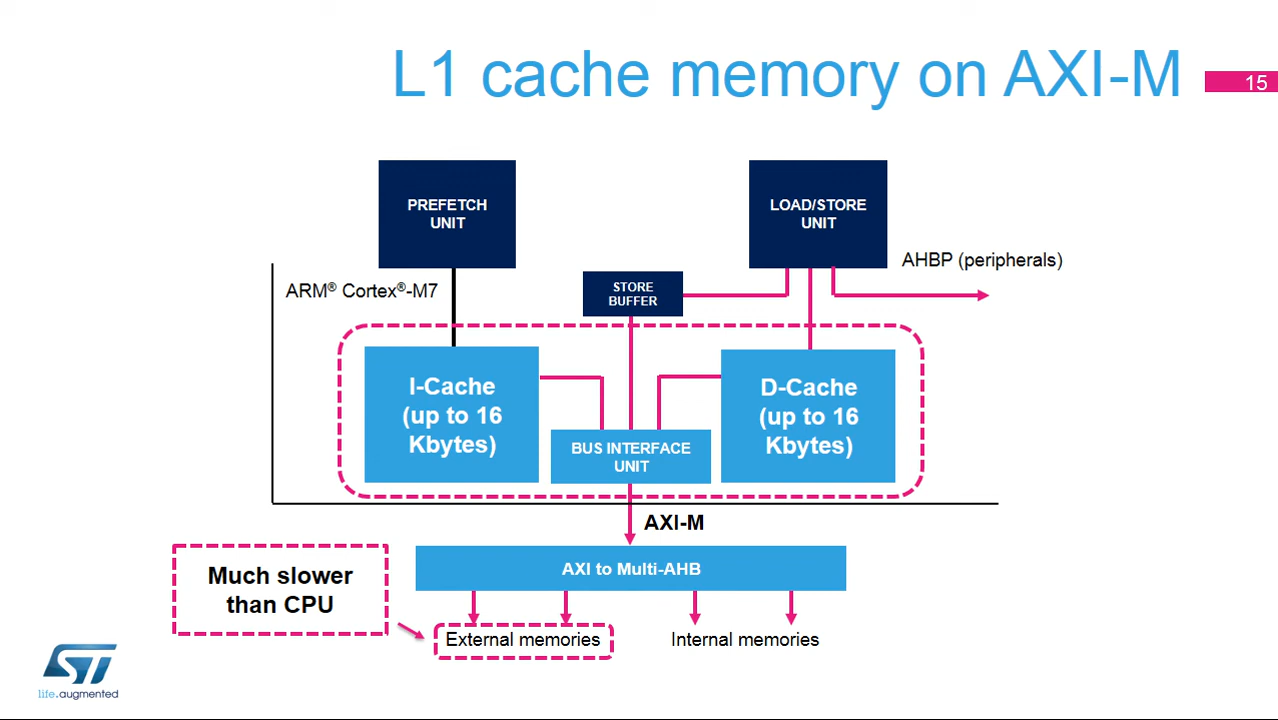 L1 cache memory on AXI-M
15
PREFETCH
UNIT
LOAD/STORE
UNIT
AHBP (peripherals)
ARM® Cortex®-M7
STORE
BUFFER
I-Cache
(up to 16
Kbytes)
D-Cache
(up to 16
Kbytes)
BUS INTERFACE
UNIT
AXI-M
AXI to Multi-AHB
Much slower
than CPU
External memories
Internal memories
ST
life.augmented